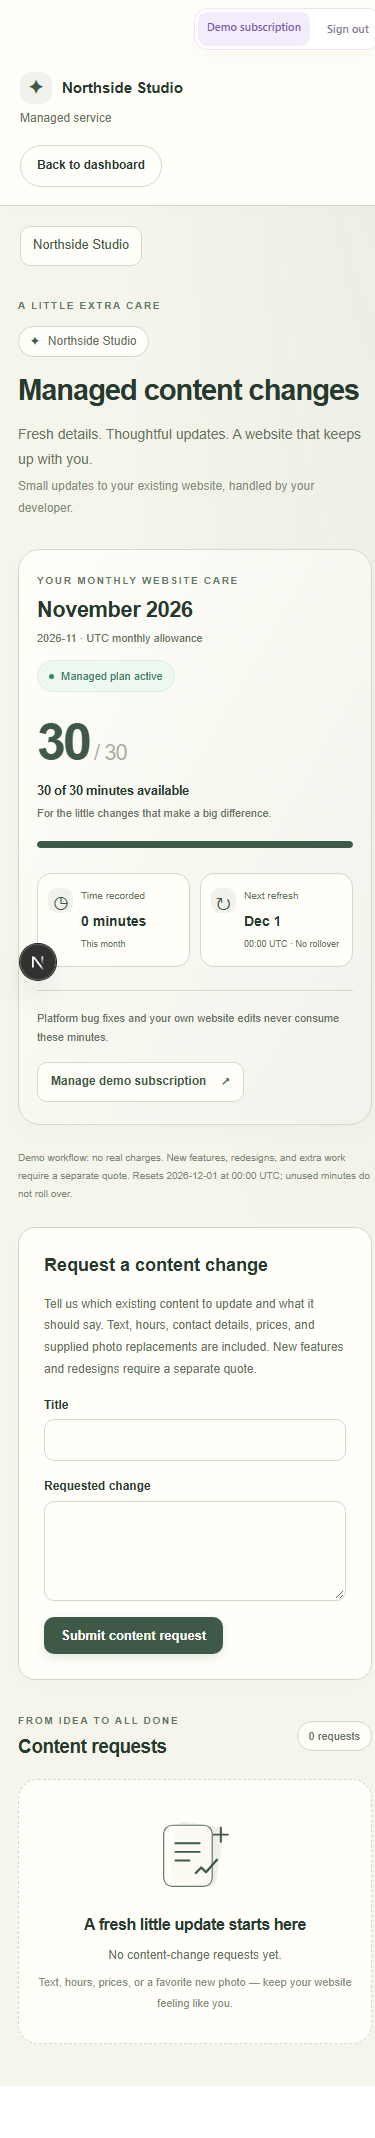 Demo subscription
Sign out
✦ Northside Studio
Managed service
Back to dashboard
Northside Studio
A LITTLE EXTRA CARE
✦ Northside Studio
Managed content changes
Fresh details. Thoughtful updates. A website that keeps
up with you.
Small updates to your existing website, handled by your
developer.
YOUR MONTHLY WEBSITE CARE
November 2026
2026-11 · UTC monthly allowance
Managed plan active
30 / 30
30 of 30 minutes available
For the little changes that make a big difference.
Time recorded
0 minutes
This month
Next refresh
Dec 1
00:00 UTC · No rollover
N
Platform bug fixes and your own website edits never consume
these minutes.
Manage demo subscription ↗
Demo workflow: no real charges. New features, redesigns, and extra work
require a separate quote. Resets 2026-12-01 at 00:00 UTC; unused minutes do
not roll over.
Request a content change
Tell us which existing content to update and what it
should say. Text, hours, contact details, prices, and
supplied photo replacements are included. New features
and redesigns require a separate quote.
Title
Requested change
Submit content request
FROM IDEA TO ALL DONE
Content requests
0 requests
A fresh little update starts here
No content-change requests yet.
Text, hours, prices, or a favorite new photo — keep your website
feeling like you.